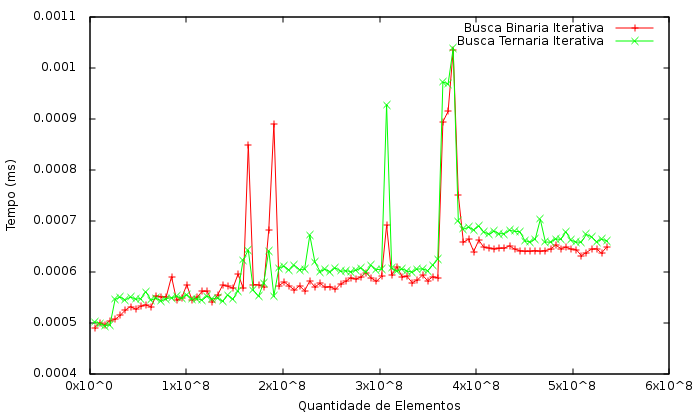 0.0011
Busca Binaria Iterativa
Busca Ternaria Iterativa
0.001
0.0009
0.0008
Tempo (ms)
0.0007
0.0006
0.0005
0.0004
0x10^0 1x10^8 2x10^8 3x10^8 4x10^8 5x10^8 6x10^8
Quantidade de Elementos